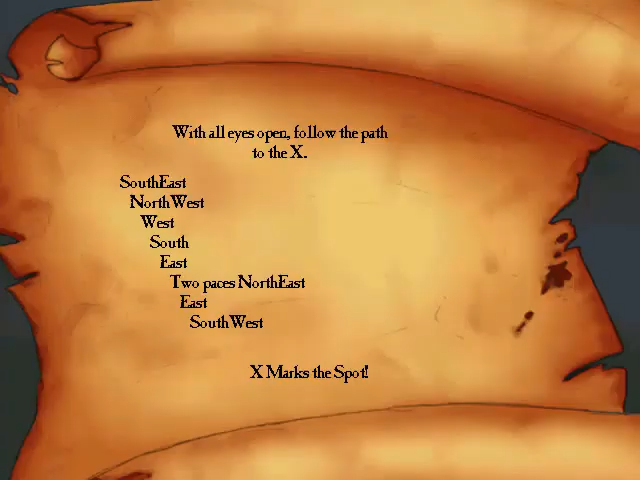 With all eyes open, follow the path
to the X.
SouthEast
NorthWest
West
South
East
Two paces NorthEast
East
SouthWest
X Marks the Spot!